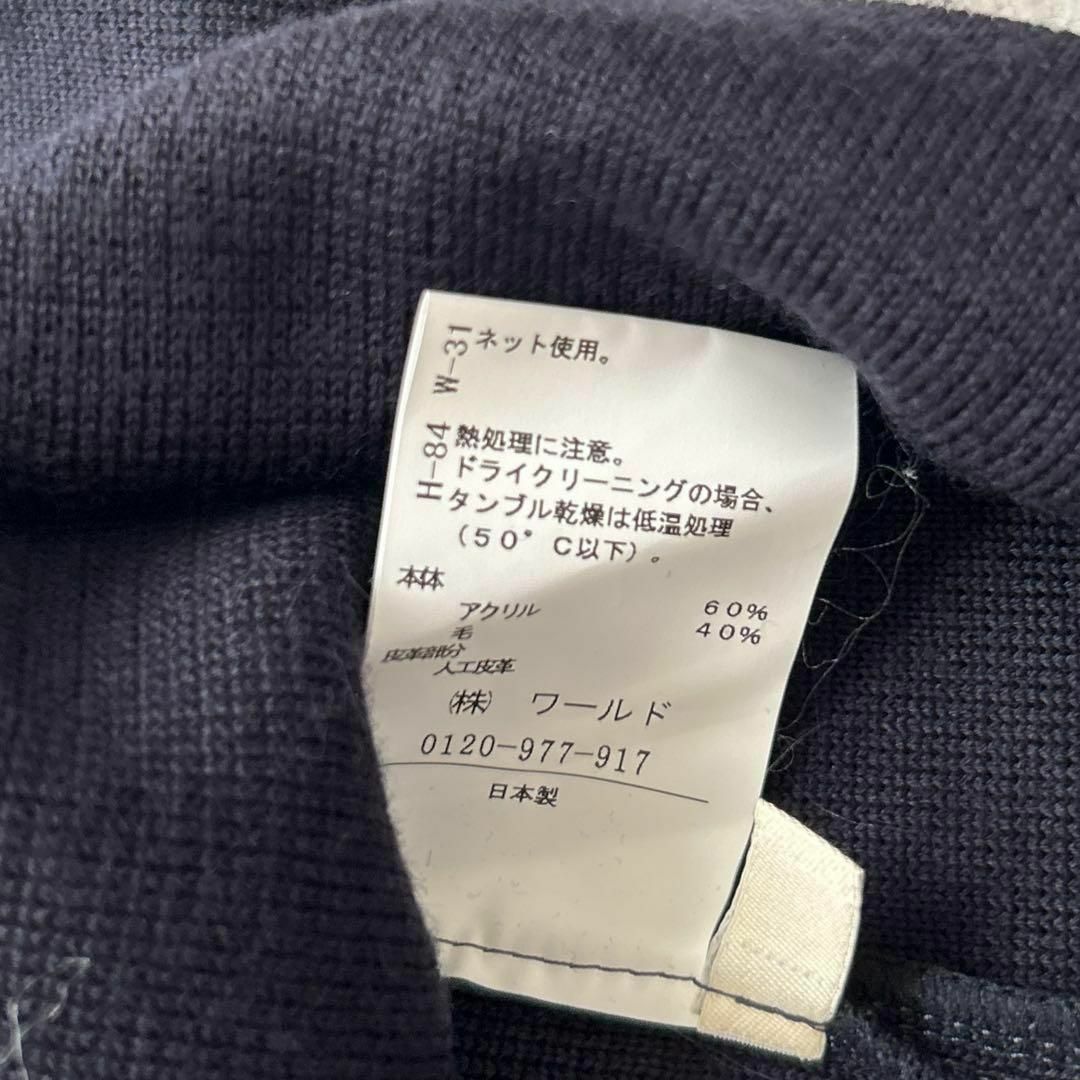 W-31
ネット使用。
H-84
熱処理に注意。
ドライクリーニングの場合、
タンブル乾燥は低温処理
(50°C以下)。
本体
アクリル 60%
毛 40%
皮革部分
人工皮革
(株) ワールド
0120-977-917
日本製